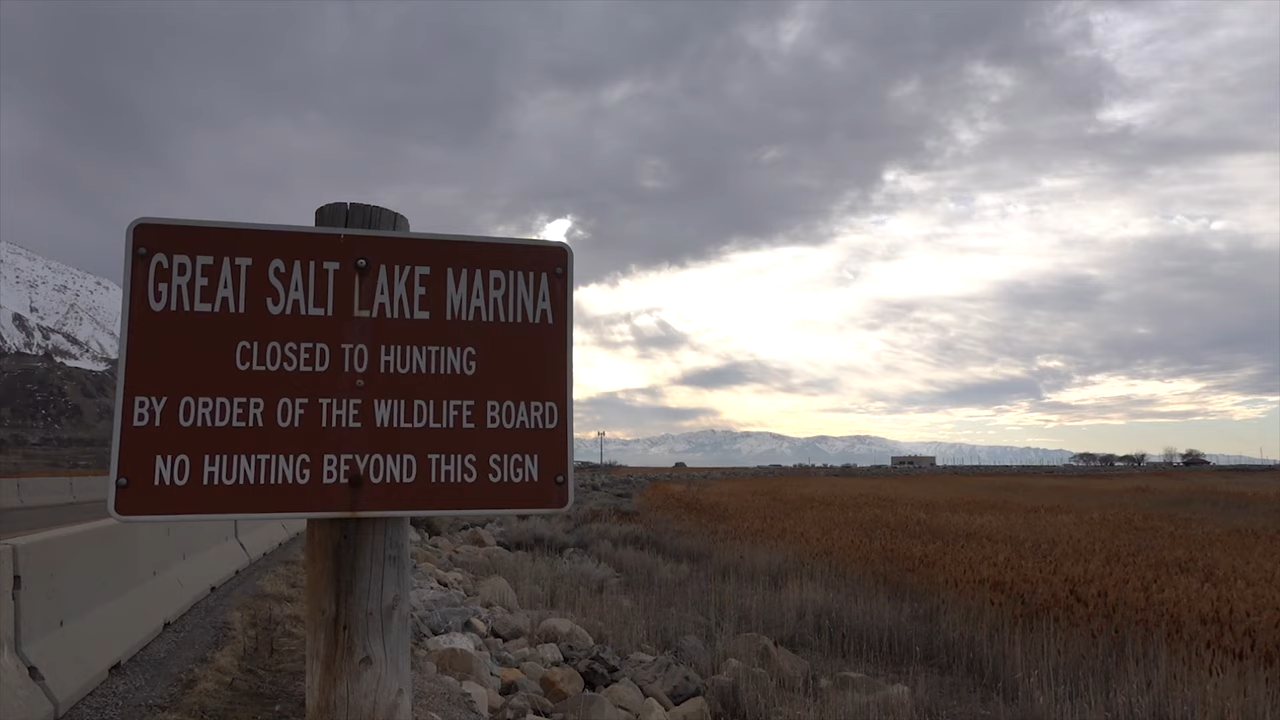 GREAT SALT LAKE MARINA
CLOSED TO HUNTING
BY ORDER OF THE WILDLIFE BOARD
NO HUNTING BEYOND THIS SIGN